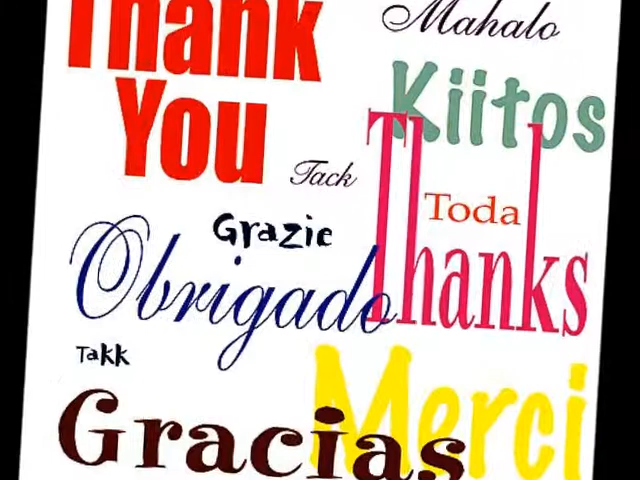 Thank
You
Mahalo
Kiitos
Tack
Thanks
Toda
Grazie
Obrigado
Takk
Merci
Gracias